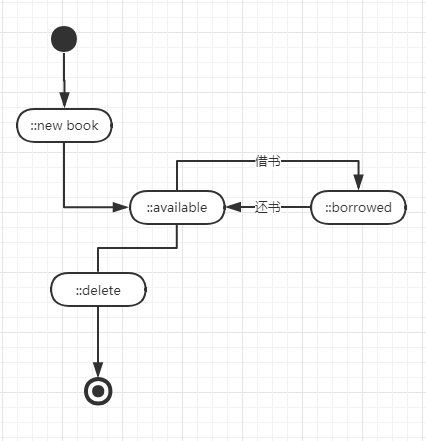 ::new book
借书
::available
还书
::borrowed
::delete